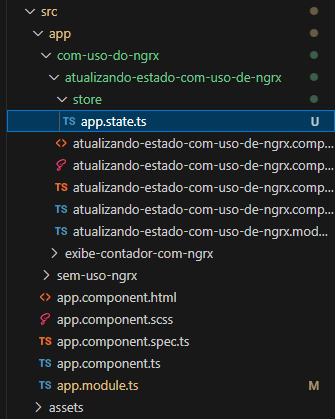 src
app
com-uso-do-ngrx
atualizando-estado-com-uso-de-ngrx
store
TS app.state.ts U
<> atualizando-estado-com-uso-de-ngrx.comp...
atualizando-estado-com-uso-de-ngrx.comp...
TS atualizando-estado-com-uso-de-ngrx.comp...
TS atualizando-estado-com-uso-de-ngrx.comp...
TS atualizando-estado-com-uso-de-ngrx.mod...
exibe-contador-com-ngrx
sem-uso-ngrx
<> app.component.html
app.component.scss
TS app.component.spec.ts
TS app.component.ts
TS app.module.ts M
assets